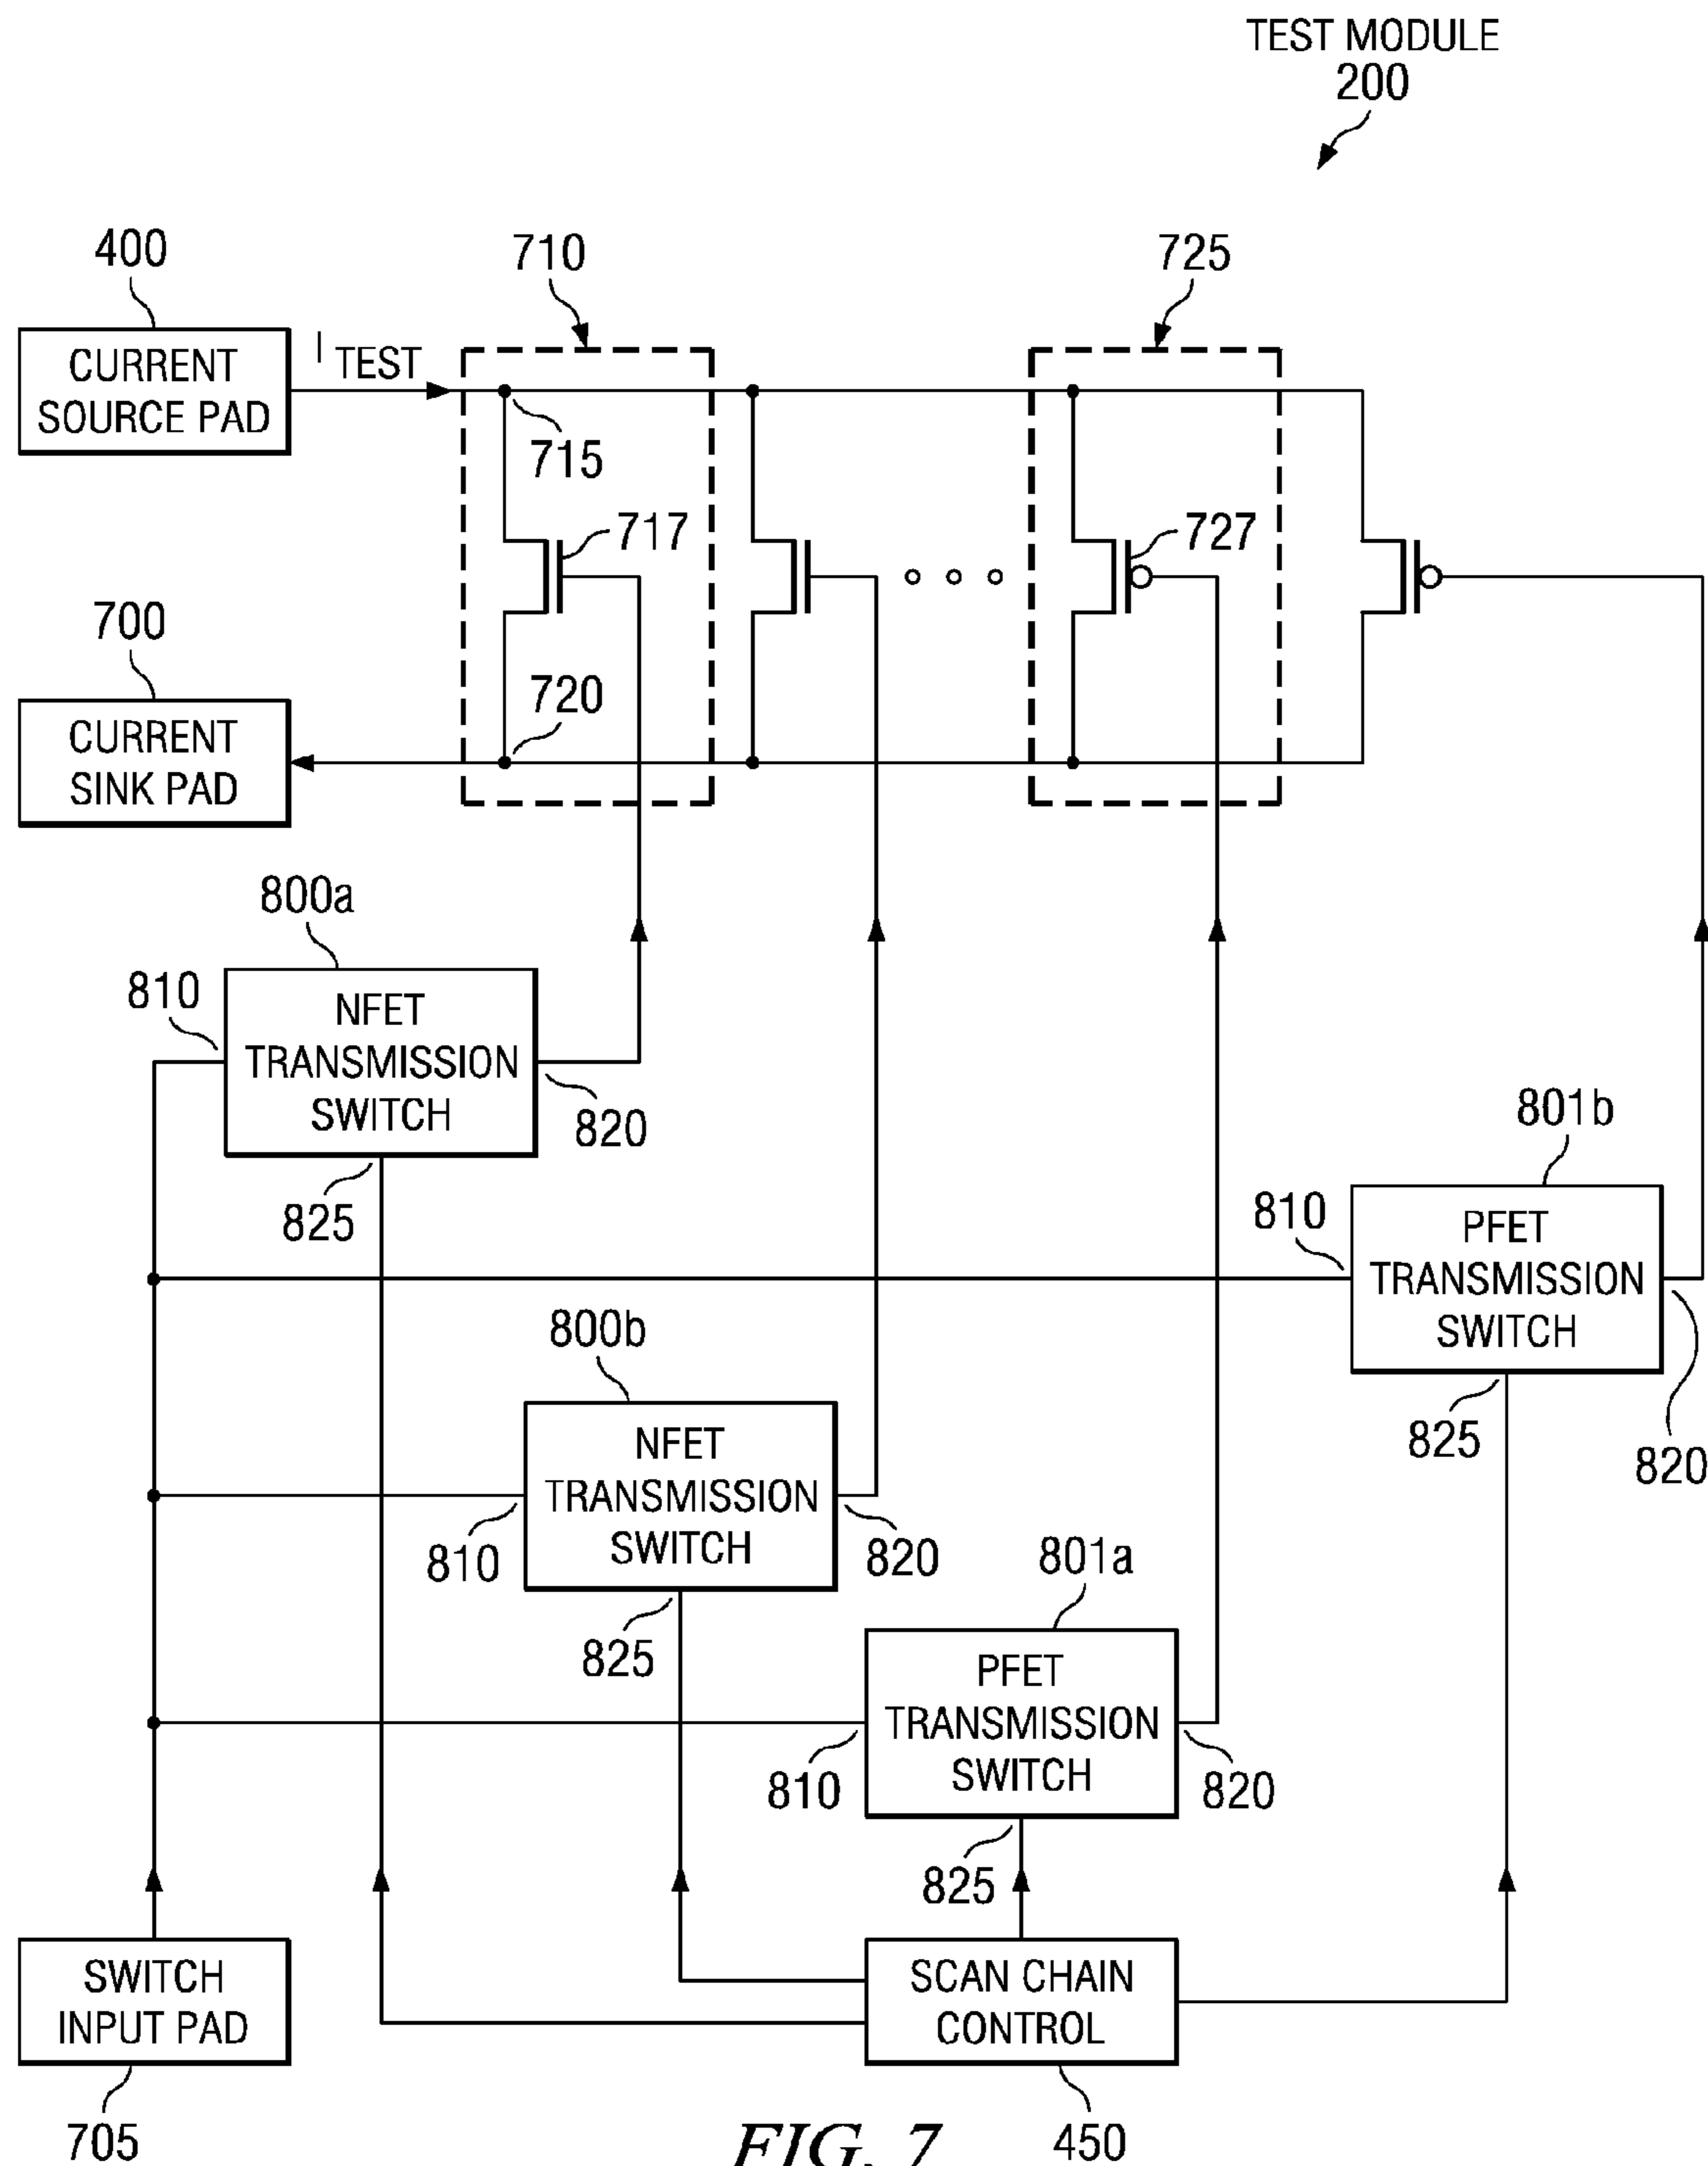 TEST MODULE
200
400
710
725
CURRENT
SOURCE PAD
I TEST
715
717
727
700
720
CURRENT
SINK PAD
800a
810
NFET
TRANSMISSION
SWITCH
820
825
801b
810
PFET
TRANSMISSION
SWITCH
825
820
800b
NFET
TRANSMISSION
SWITCH
810
820
825
801a
PFET
TRANSMISSION
SWITCH
810
820
825
SWITCH
INPUT PAD
705
SCAN CHAIN
CONTROL
450
FIG. 7